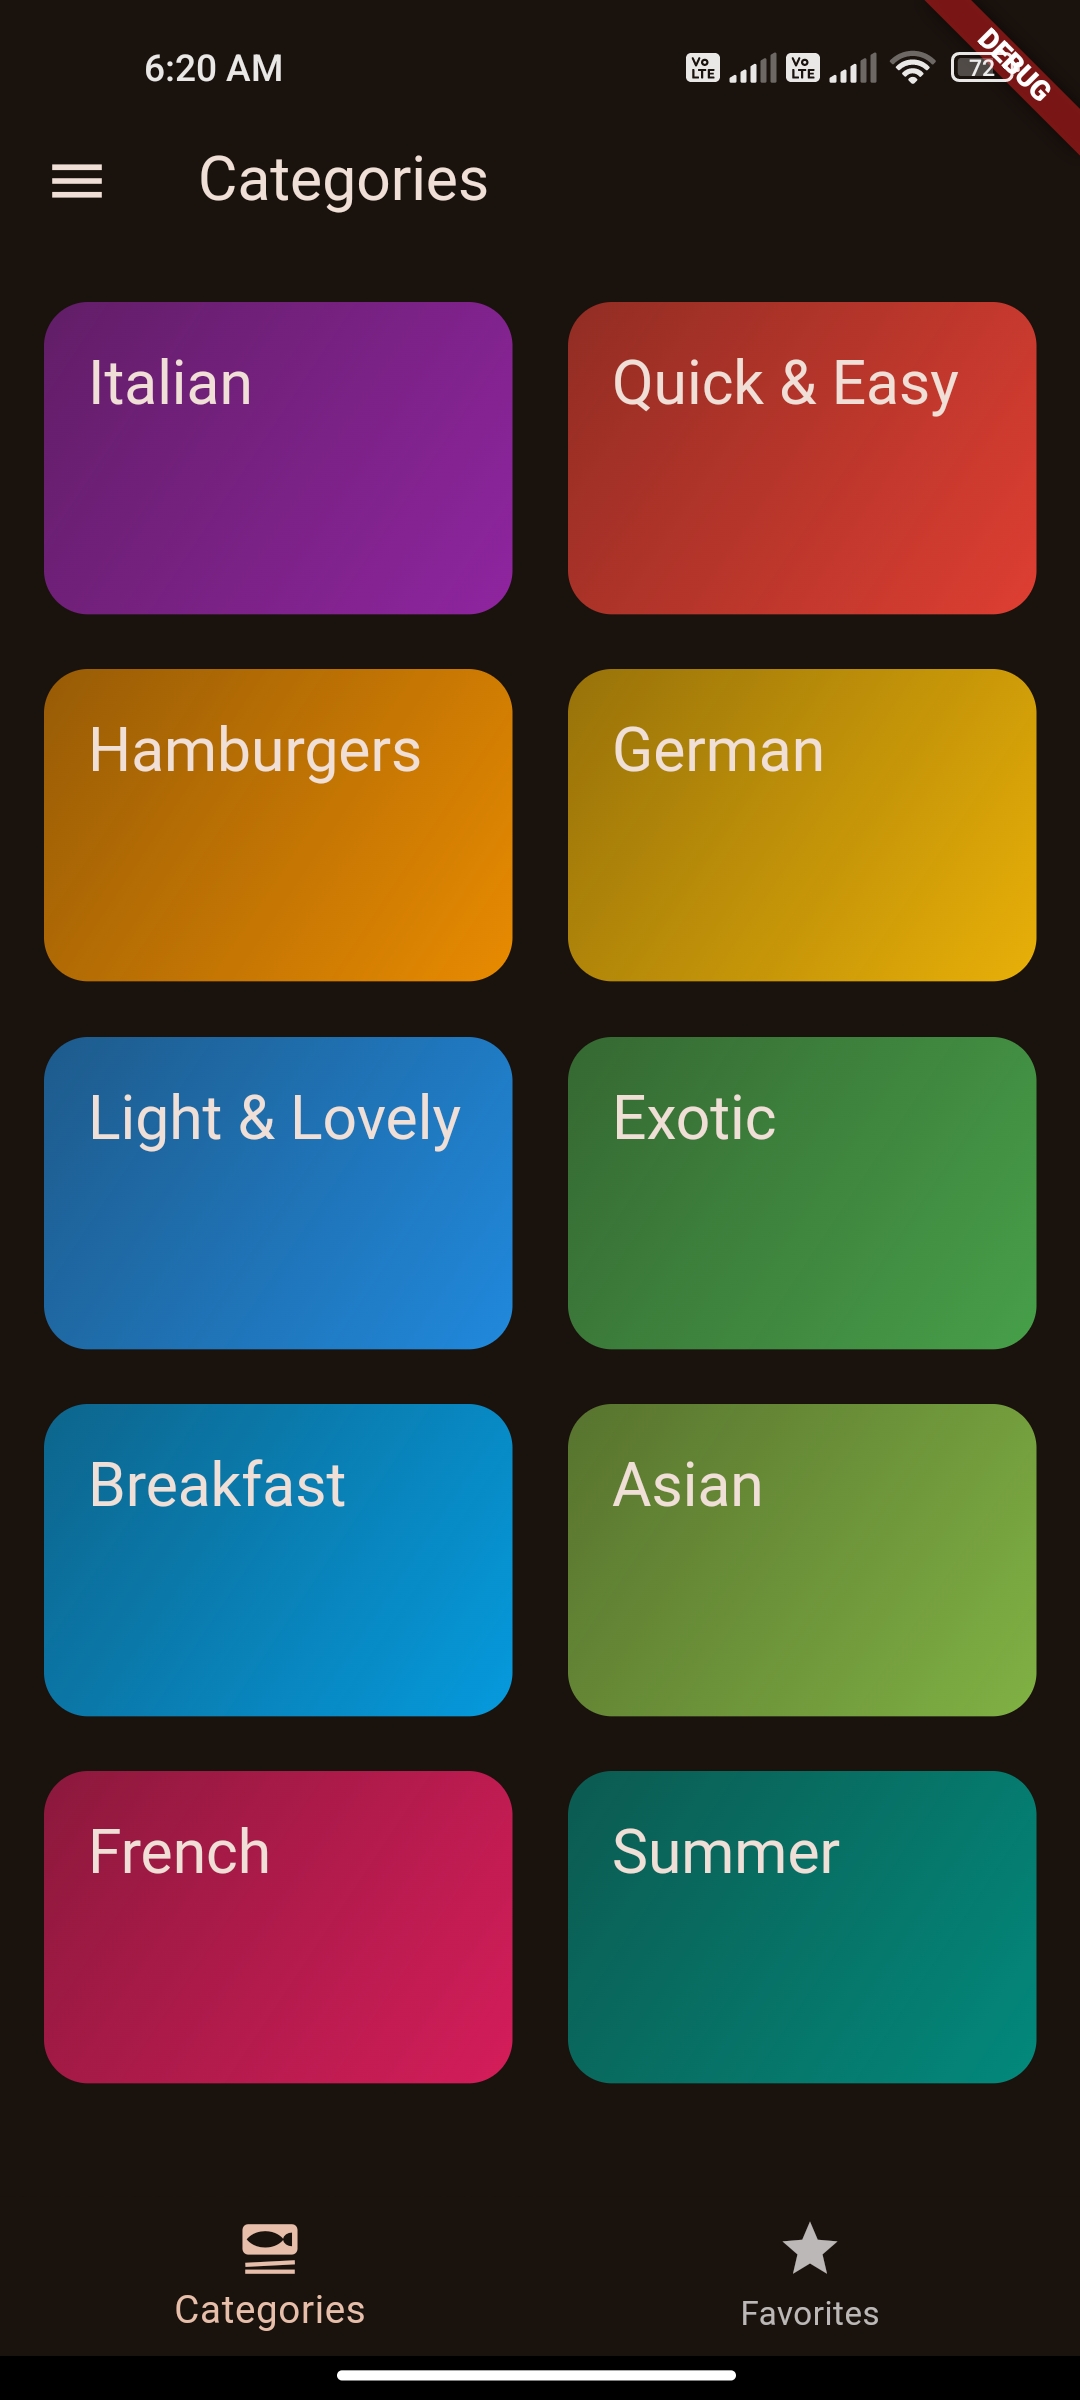 6:20 AM
Vo LTE
Vo LTE
72
DEBUG
Categories
Italian
Quick & Easy
Hamburgers
German
Light & Lovely
Exotic
Breakfast
Asian
French
Summer
Categories
Favorites